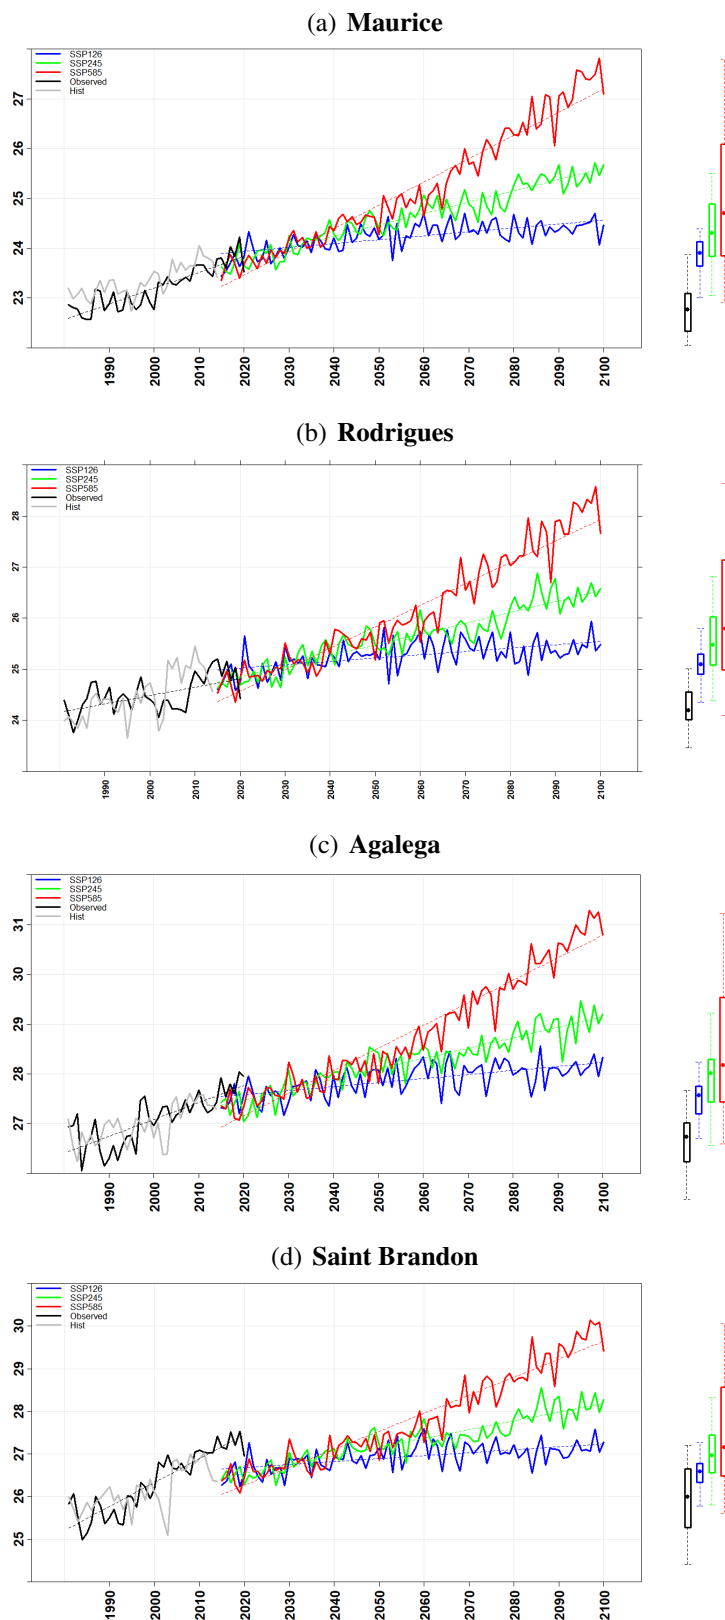 (a) Maurice
SSP126
SSP245
SSP585
Observed
Hist
27
26
25
24
23
1990 2000 2010 2020 2030 2040 2050 2060 2070 2080 2090 2100
(b) Rodrigues
SSP126
SSP245
SSP585
Observed
Hist
28
27
26
25
24
1990 2000 2010 2020 2030 2040 2050 2060 2070 2080 2090 2100
(c) Agalega
SSP126
SSP245
SSP585
Observed
Hist
31
30
29
28
27
1990 2000 2010 2020 2030 2040 2050 2060 2070 2080 2090 2100
(d) Saint Brandon
SSP126
SSP245
SSP585
Observed
Hist
30
29
28
27
26
25
1990 2000 2010 2020 2030 2040 2050 2060 2070 2080 2090 2100